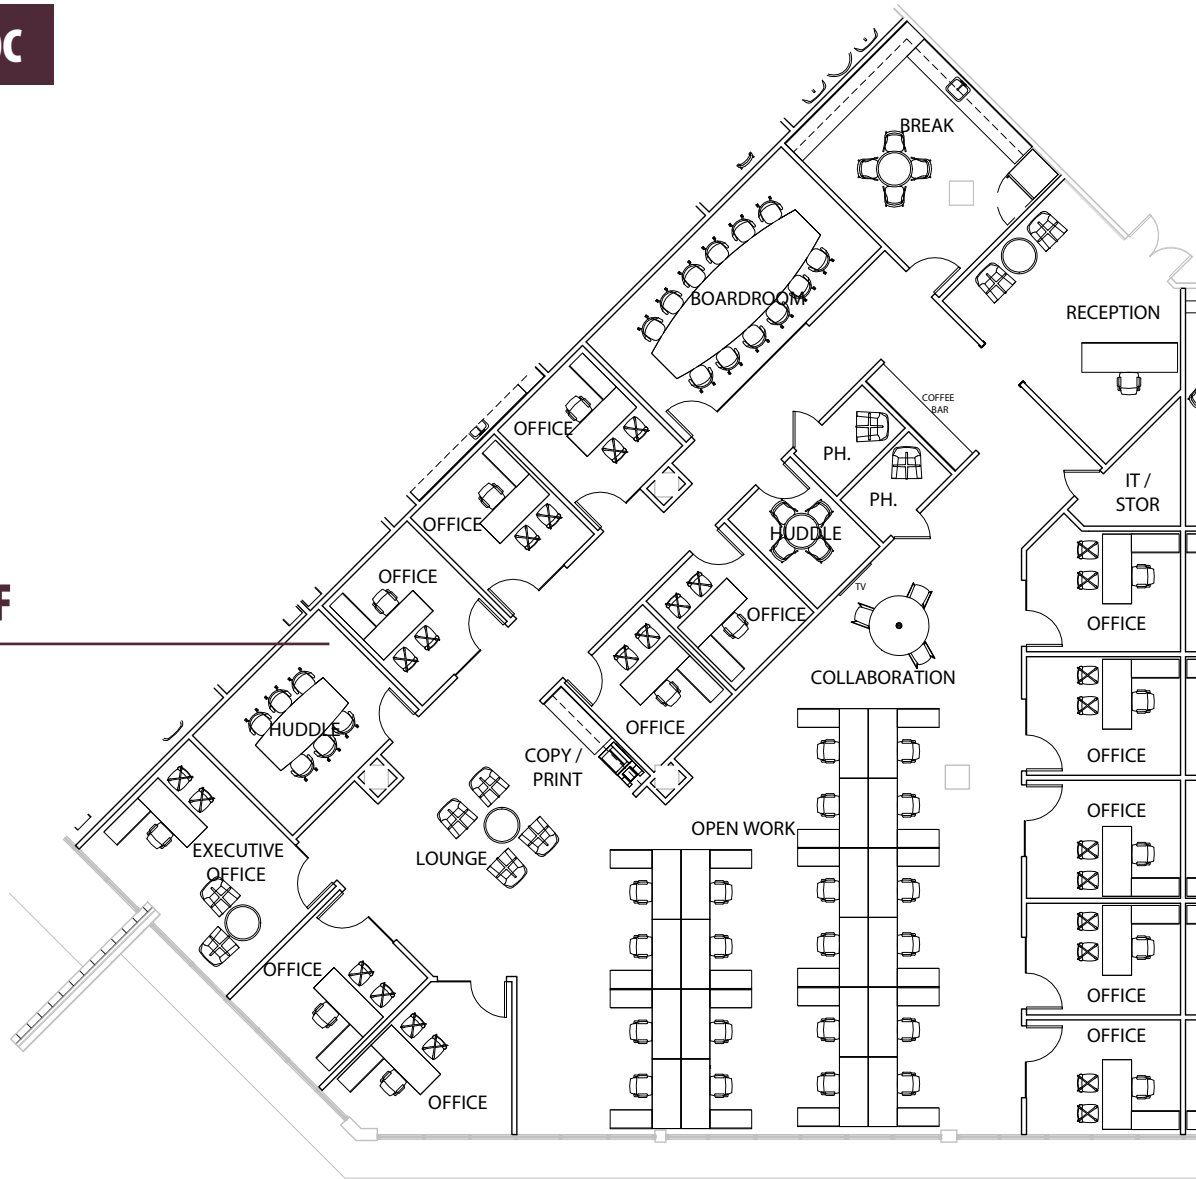 OC
BREAK
BOARDROOM
RECEPTION
COFFEE
BAR
OFFICE
PH.
PH.
IT /
STOR
OFFICE
HUDDLE
OFFICE
TV
OFFICE
OFFICE
F
COLLABORATION
HUDDLE
OFFICE
COPY /
PRINT
OFFICE
OPEN WORK
OFFICE
EXECUTIVE
OFFICE
LOUNGE
OFFICE
OFFICE
OFFICE
OFFICE